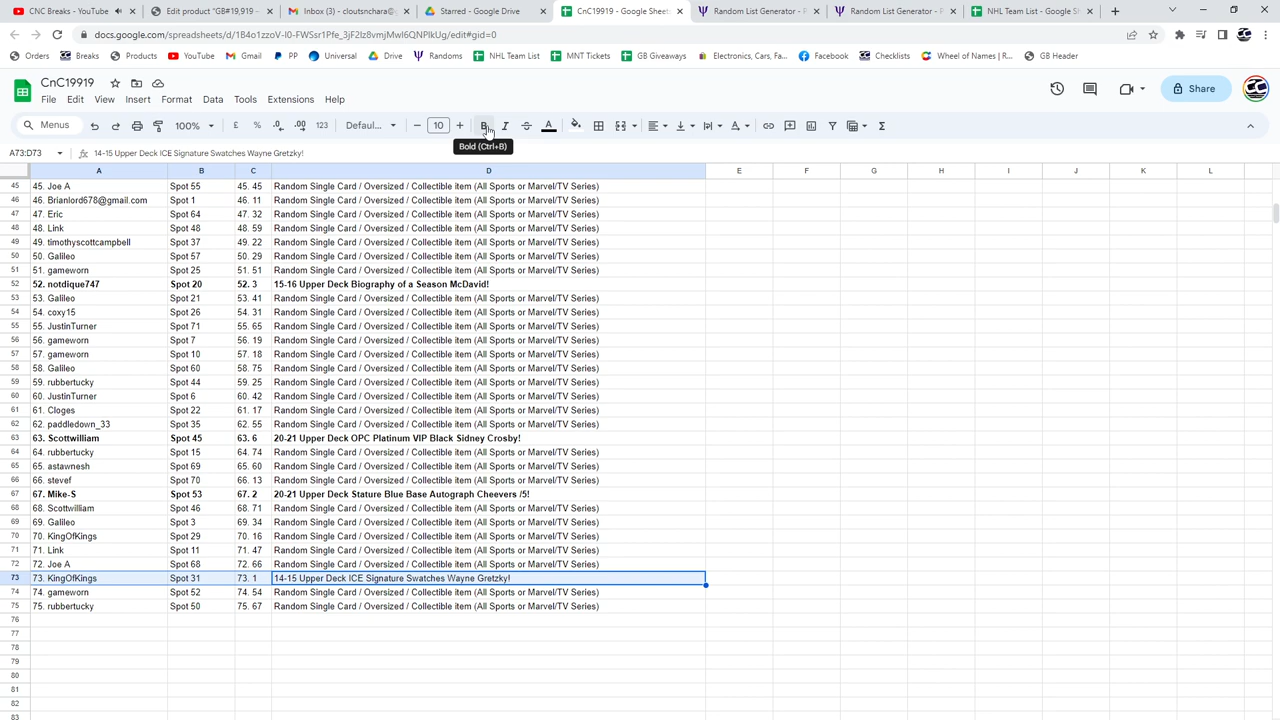 CNC Breaks - YouTube
Edit product "GB#19,919 -
Inbox (3) - cloutsnchara@g
Starred - Google Drive
CnC19919 - Google Sheets
Random List Generator - P
Random List Generator - P
NHL Team List - Google She
docs.google.com/spreadsheets/d/1B4o1zzoV-I0-FWSsr1Pfe_3jF2Iz8vmjMwI6QNPIkUg/edit#gid=0
Orders Breaks Products YouTube Gmail PP Universal Drive Randoms NHL List MNT Tickets GB Giveaways Electronics, Cars, Fa... Facebook Checklists Wheel of Names | R... GB Header
CnC19919
File Edit View Insert Format Data Tools Extensions Help
Share
Menus 100% £ % .0 .00 123 Defaul... 10 B I A
Bold (Ctrl+B)
A73:D73 fx 14-15 Upper Deck ICE Signature Swatches Wayne Gretzky!
A B C D E F G H I J K L
45 45. Joe A Spot 55 45. 45 Random Single Card / Oversized / Collectible item (All Sports or Marvel/TV Series)
46 46. Brianlord678@gmail.com Spot 1 46. 11 Random Single Card / Oversized / Collectible item (All Sports or Marvel/TV Series)
47 47. Eric Spot 64 47. 32 Random Single Card / Oversized / Collectible item (All Sports or Marvel/TV Series)
48 48. Link Spot 48 48. 59 Random Single Card / Oversized / Collectible item (All Sports or Marvel/TV Series)
49 49. timothyscottcampbell Spot 37 49. 22 Random Single Card / Oversized / Collectible item (All Sports or Marvel/TV Series)
50 50. Galileo Spot 57 50. 29 Random Single Card / Oversized / Collectible item (All Sports or Marvel/TV Series)
51 51. gameworn Spot 25 51. 51 Random Single Card / Oversized / Collectible item (All Sports or Marvel/TV Series)
52 52. notdique747 Spot 20 52. 3 15-16 Upper Deck Biography of a Season McDavid!
53 53. Galileo Spot 21 53. 41 Random Single Card / Oversized / Collectible item (All Sports or Marvel/TV Series)
54 54. coxy15 Spot 26 54. 31 Random Single Card / Oversized / Collectible item (All Sports or Marvel/TV Series)
55 55. JustinTurner Spot 71 55. 65 Random Single Card / Oversized / Collectible item (All Sports or Marvel/TV Series)
56 56. gameworn Spot 7 56. 19 Random Single Card / Oversized / Collectible item (All Sports or Marvel/TV Series)
57 57. gameworn Spot 10 57. 18 Random Single Card / Oversized / Collectible item (All Sports or Marvel/TV Series)
58 58. Galileo Spot 60 58. 75 Random Single Card / Oversized / Collectible item (All Sports or Marvel/TV Series)
59 59. rubbertucky Spot 44 59. 25 Random Single Card / Oversized / Collectible item (All Sports or Marvel/TV Series)
60 60. JustinTurner Spot 6 60. 42 Random Single Card / Oversized / Collectible item (All Sports or Marvel/TV Series)
61 61. Cloges Spot 22 61. 17 Random Single Card / Oversized / Collectible item (All Sports or Marvel/TV Series)
62 62. paddledown_33 Spot 35 62. 55 Random Single Card / Oversized / Collectible item (All Sports or Marvel/TV Series)
63 63. Scottwilliam Spot 45 63. 6 20-21 Upper Deck OPC Platinum VIP Black Sidney Crosby!
64 64. rubbertucky Spot 15 64. 74 Random Single Card / Oversized / Collectible item (All Sports or Marvel/TV Series)
65 65. astawnesh Spot 69 65. 60 Random Single Card / Oversized / Collectible item (All Sports or Marvel/TV Series)
66 66. stevef Spot 70 66. 13 Random Single Card / Oversized / Collectible item (All Sports or Marvel/TV Series)
67 67. Mike-S Spot 53 67. 2 20-21 Upper Deck Stature Blue Base Autograph Cheevers /5!
68 68. Scottwilliam Spot 46 68. 71 Random Single Card / Oversized / Collectible item (All Sports or Marvel/TV Series)
69 69. Galileo Spot 3 69. 34 Random Single Card / Oversized / Collectible item (All Sports or Marvel/TV Series)
70 70. KingOfKings Spot 29 70. 16 Random Single Card / Oversized / Collectible item (All Sports or Marvel/TV Series)
71 71. Link Spot 11 71. 47 Random Single Card / Oversized / Collectible item (All Sports or Marvel/TV Series)
72 72. Joe A Spot 68 72. 66 Random Single Card / Oversized / Collectible item (All Sports or Marvel/TV Series)
73 73. KingOfKings Spot 31 73. 1 14-15 Upper Deck ICE Signature Swatches Wayne Gretzky!
74 74. gameworn Spot 52 74. 54 Random Single Card / Oversized / Collectible item (All Sports or Marvel/TV Series)
75 75. rubbertucky Spot 50 75. 67 Random Single Card / Oversized / Collectible item (All Sports or Marvel/TV Series)
76
77
78
79
80
81
82
83